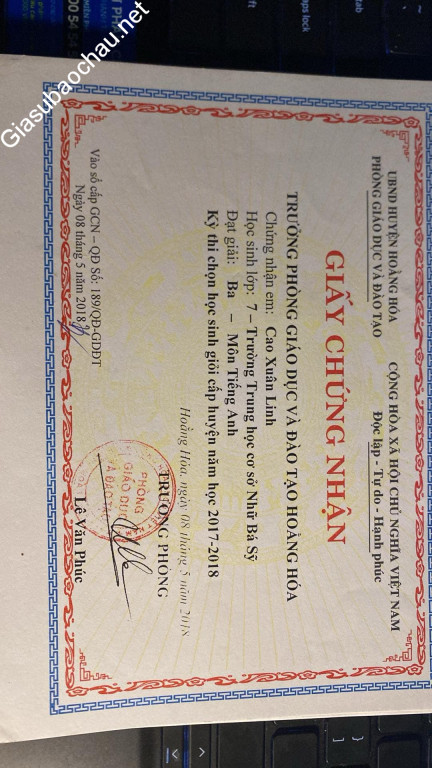 UBND HUYỆN HOẰNG HÓA
PHÒNG GIÁO DỤC VÀ ĐÀO TẠO
CỘNG HÒA XÃ HỘI CHỦ NGHĨA VIỆT NAM
Độc lập - Tự do - Hạnh phúc
GIẤY CHỨNG NHẬN
TRƯỞNG PHÒNG GIÁO DỤC VÀ ĐÀO TẠO HOẰNG HÓA
Chứng nhận em: Cao Xuân Linh
Học sinh lớp: 7 – Trường Trung học cơ sở Nhữ Bá Sỹ
Đạt giải: Ba – Môn Tiếng Anh
Kỳ thi chọn học sinh giỏi cấp huyện năm học 2017-2018
Hoằng Hóa, ngày 08 tháng 5 năm 2018
TRƯỞNG PHÒNG
PHÒNG
GIÁO DỤC
Lê Văn Phúc
Vào sổ cấp GCN – QĐ Số: 189/QĐ-GDĐT
Ngày 08 tháng 5 năm 2018
Giasubaochau.net
caps lock